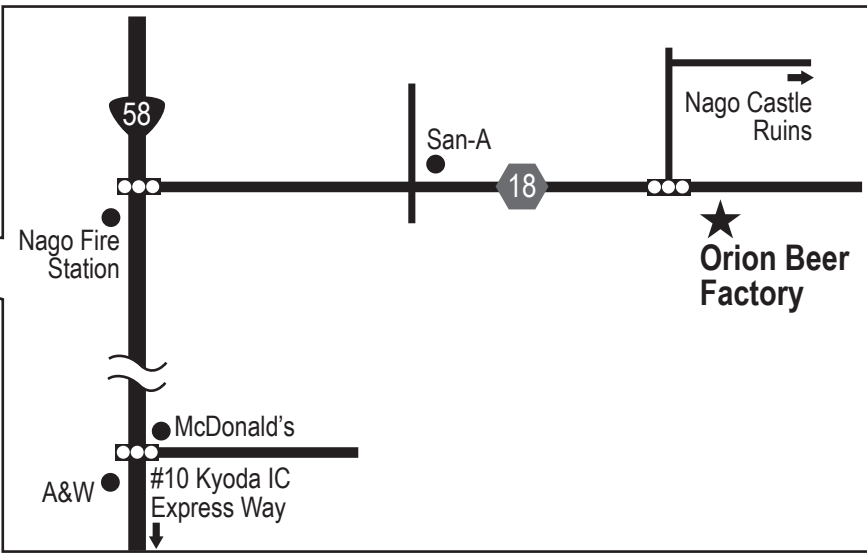 58
Nago Castle
Ruins
San-A
18
Nago Fire
Station
Orion Beer
Factory
McDonald's
#10 Kyoda IC
Express Way
A&W